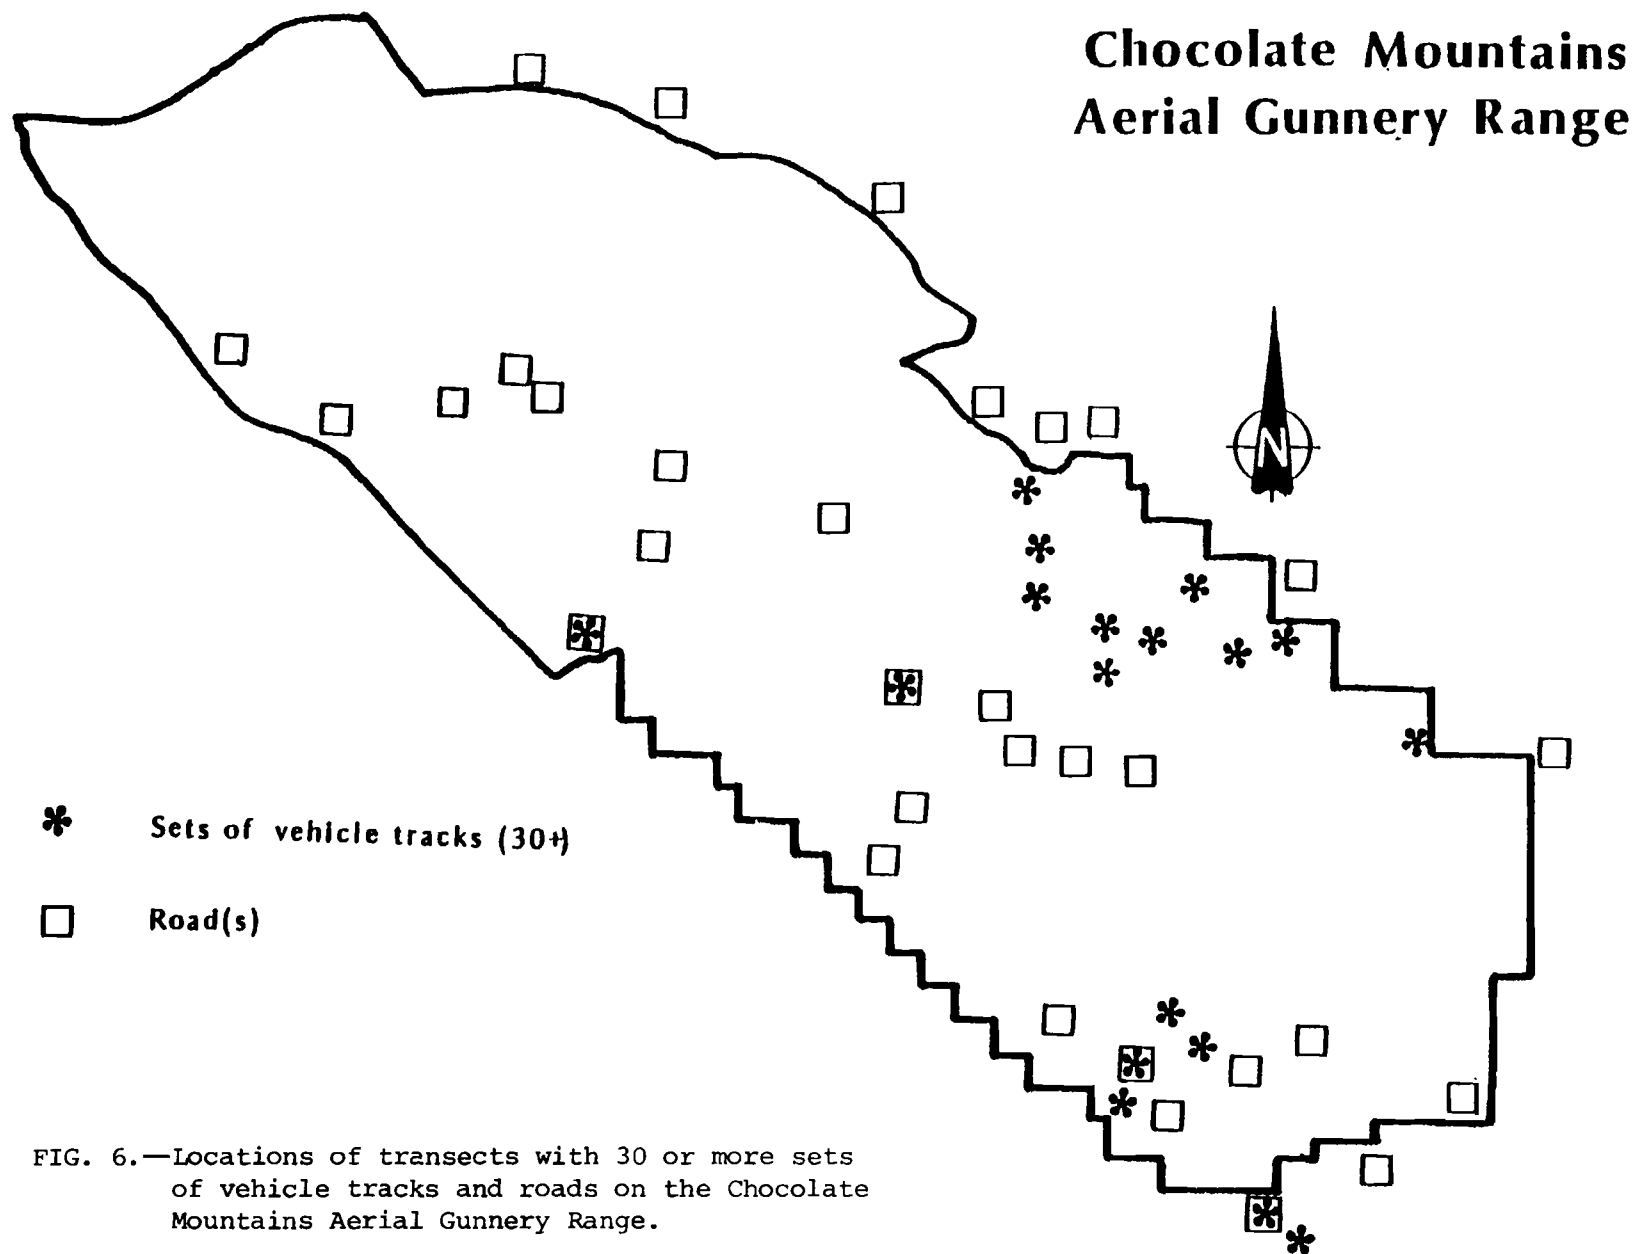 Chocolate Mountains
Aerial Gunnery Range
N
Sets of vehicle tracks (30+)
Road(s)
FIG. 6.—Locations of transects with 30 or more sets
of vehicle tracks and roads on the Chocolate
Mountains Aerial Gunnery Range.